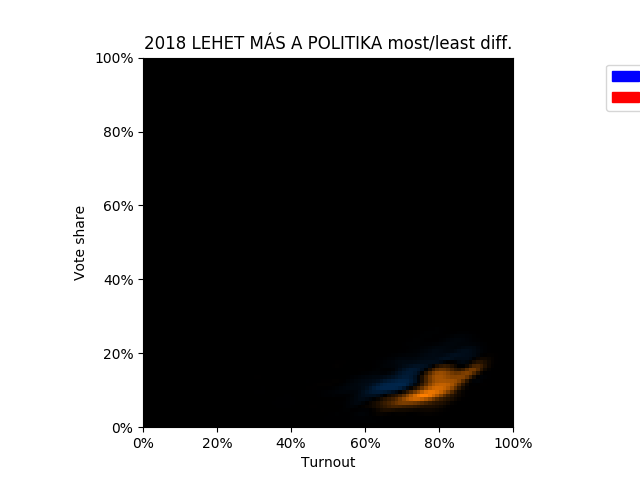 2018 LEHET MÁS A POLITIKA most/least diff.
100%
80%
60%
40%
20%
0%
Vote share
0% 20% 40% 60% 80% 100%
Turnout